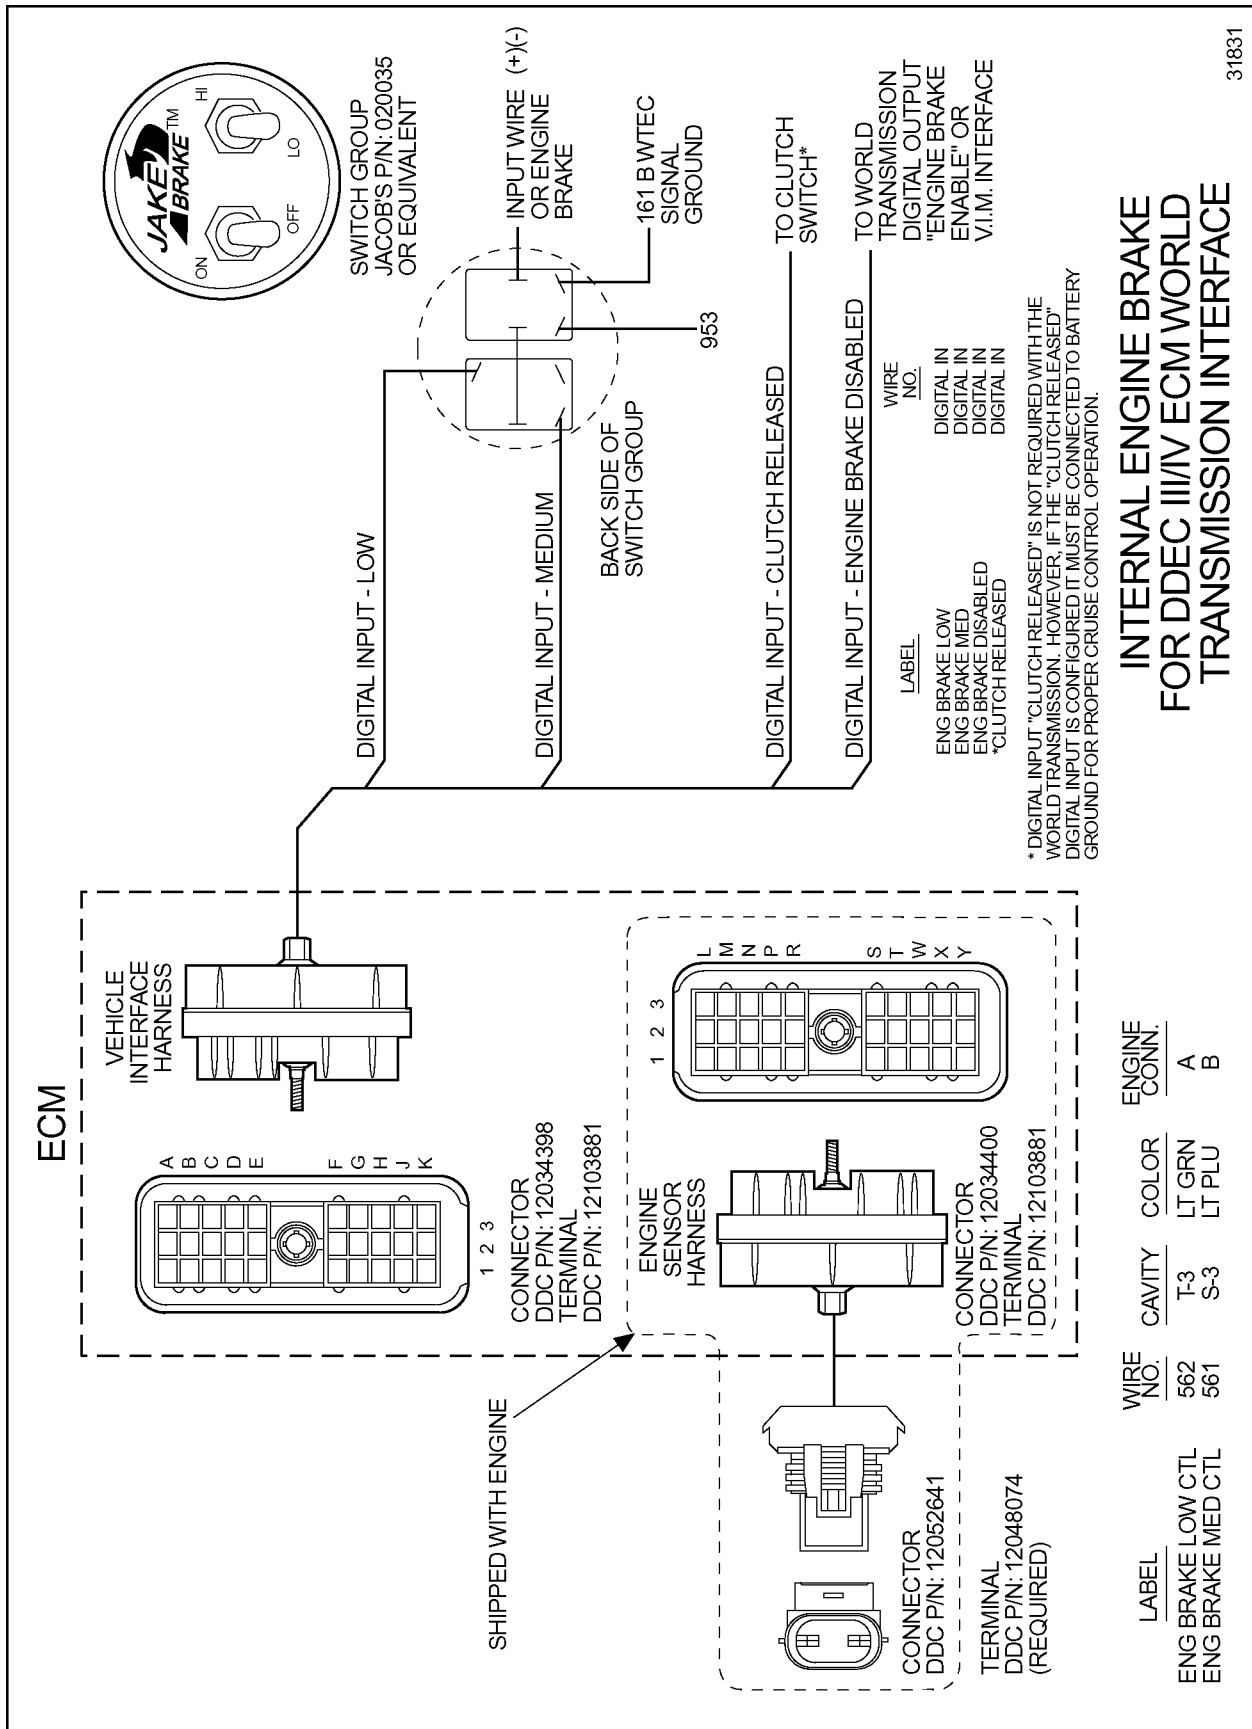 ECM
VEHICLE
INTERFACE
HARNESS
A
B
C
D
E
F
G
H
J
K
1 2 3
CONNECTOR
DDC P/N: 12034398
TERMINAL
DDC P/N: 12103881
SHIPPED WITH ENGINE
ENGINE
SENSOR
HARNESS
1 2 3
L
M
N
P
R
S
T
W
X
Y
CONNECTOR
DDC P/N: 12034400
TERMINAL
DDC P/N: 12103881
CONNECTOR
DDC P/N: 12052641
TERMINAL
DDC P/N: 12048074
(REQUIRED)
JAKE
BRAKE TM
ON
OFF
HI
LO
SWITCH GROUP
JACOB'S P/N: 020035
OR EQUIVALENT
DIGITAL INPUT - LOW
DIGITAL INPUT - MEDIUM
BACK SIDE OF
SWITCH GROUP
INPUT WIRE (+)(-)
OR ENGINE
BRAKE
161 B WTEC
SIGNAL
GROUND
953
DIGITAL INPUT - CLUTCH RELEASED
TO CLUTCH
SWITCH*
DIGITAL INPUT - ENGINE BRAKE DISABLED
TO WORLD
TRANSMISSION
DIGITAL OUTPUT
"ENGINE BRAKE
ENABLE" OR
V.I.M. INTERFACE
LABEL WIRE NO.
ENG BRAKE LOW DIGITAL IN
ENG BRAKE MED DIGITAL IN
ENG BRAKE DISABLED DIGITAL IN
*CLUTCH RELEASED DIGITAL IN
* DIGITAL INPUT "CLUTCH RELEASED" IS NOT REQUIRED WITH THE
WORLD TRANSMISSION. HOWEVER, IF THE "CLUTCH RELEASED"
DIGITAL INPUT IS CONFIGURED IT MUST BE CONNECTED TO BATTERY
GROUND FOR PROPER CRUISE CONTROL OPERATION.
LABEL WIRE NO. CAVITY COLOR ENGINE CONN.
ENG BRAKE LOW CTL 562 T-3 LT GRN A
ENG BRAKE MED CTL 561 S-3 LT PLU B
INTERNAL ENGINE BRAKE
FOR DDEC III/IV ECM WORLD
TRANSMISSION INTERFACE
31831